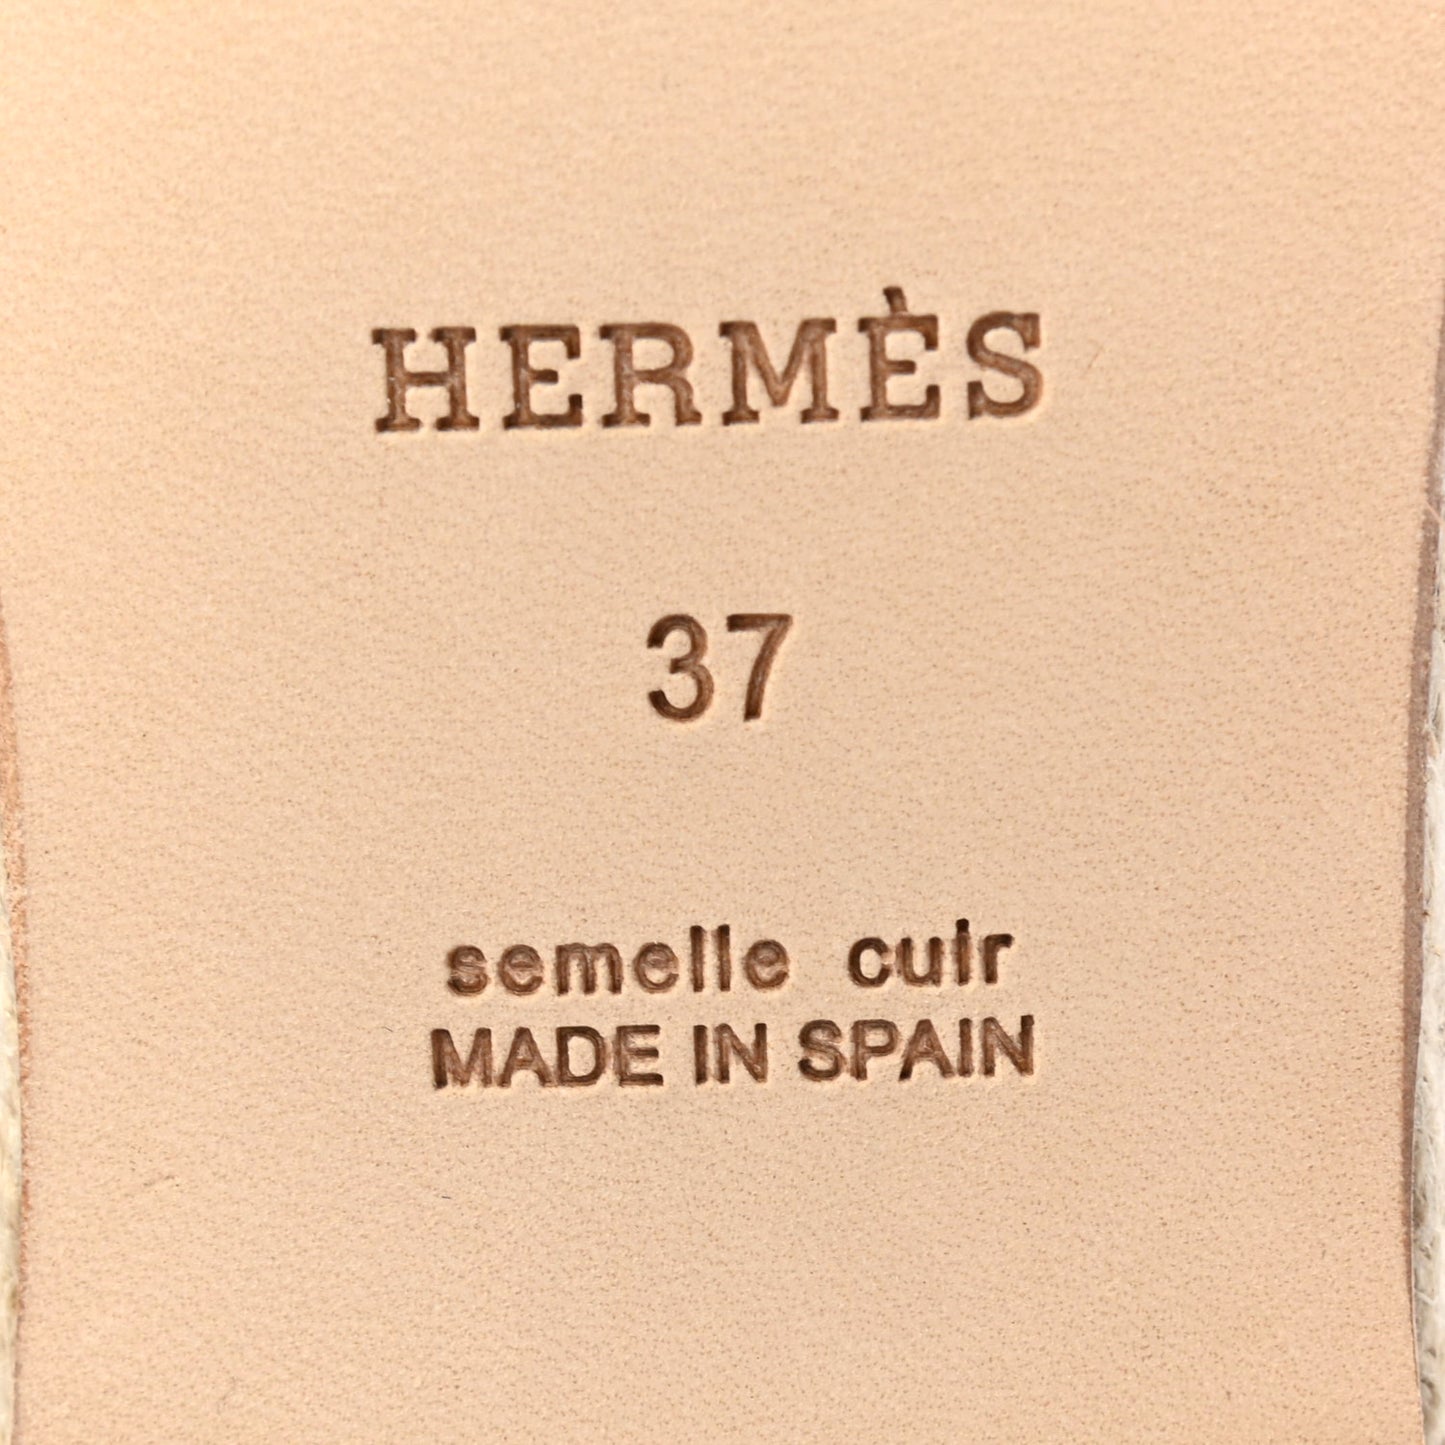 HERMÈS
37
semelle cuir
MADE IN SPAIN